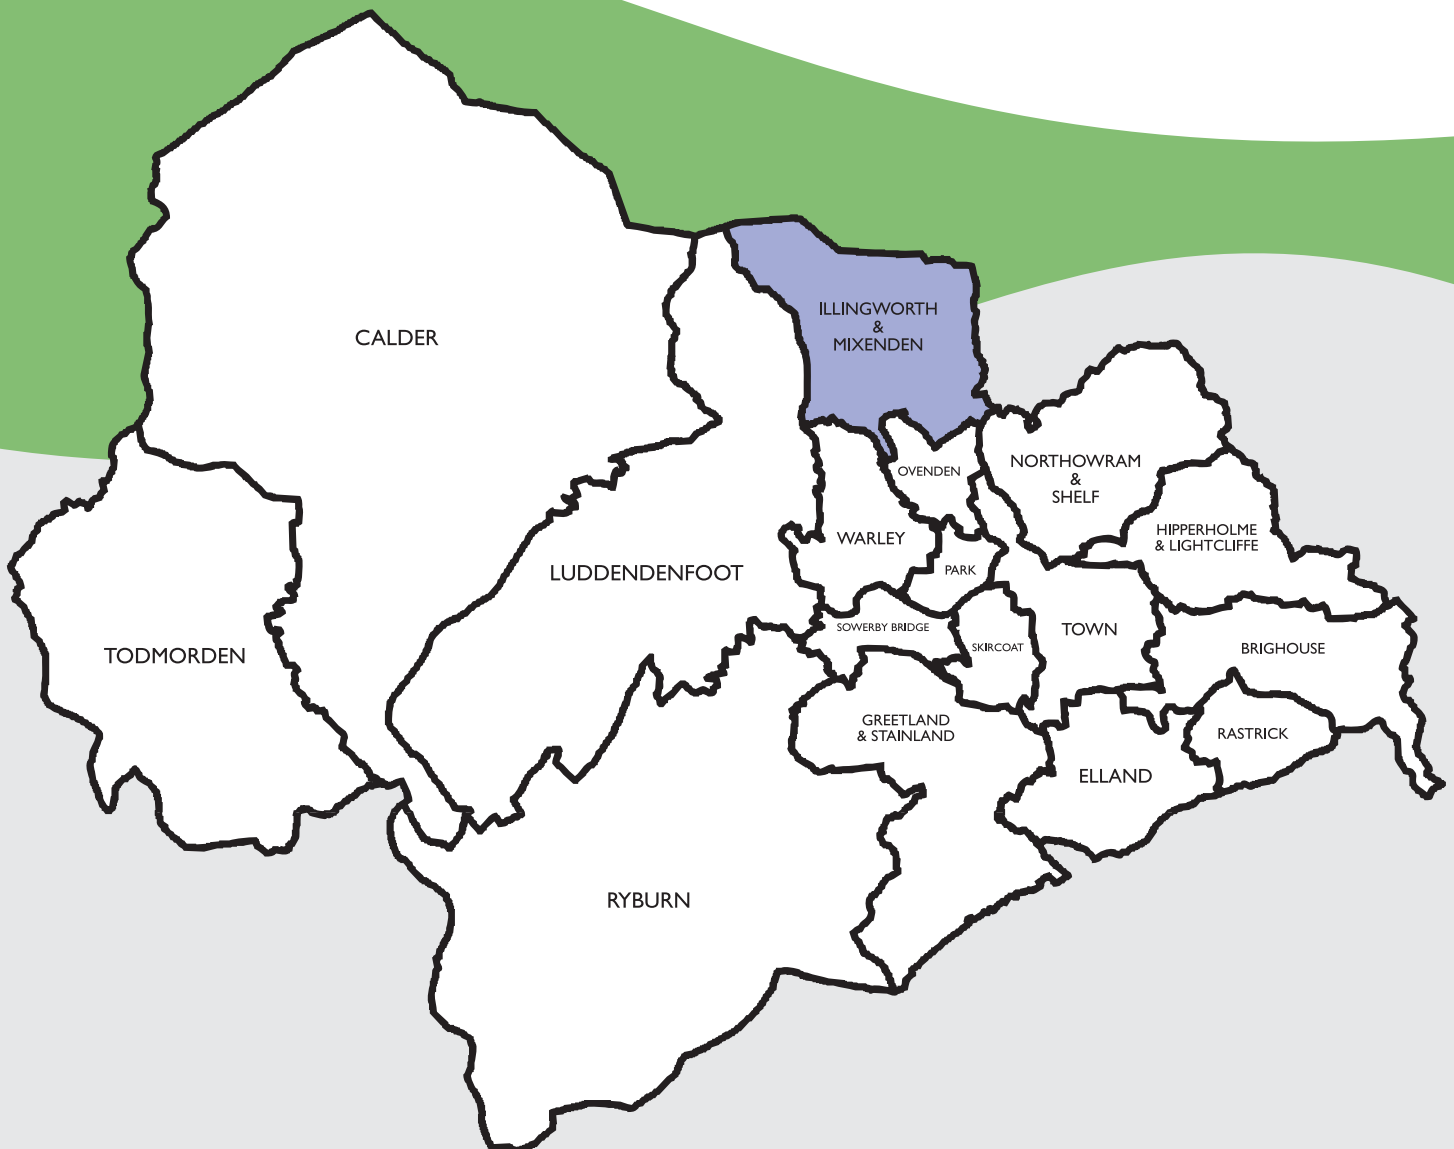 CALDER
ILLINGWORTH
&
MIXENDEN
OVENDEN
NORTHOWRAM
&
SHELF
WARLEY
HIPPERHOLME
& LIGHTCLIFFE
LUDDENDENFOOT
PARK
SOWERBY BRIDGE
TOWN
SKIRCOAT
BRIGHOUSE
TODMORDEN
GREETLAND
& STAINLAND
RASTRICK
ELLAND
RYBURN